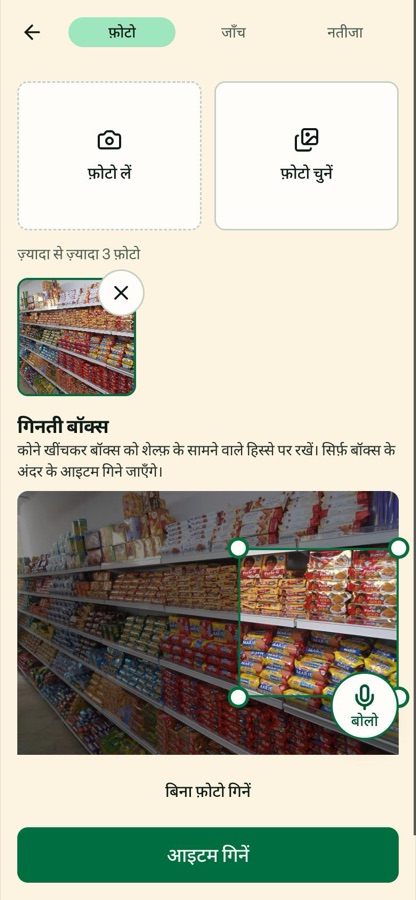 फ़ोटो
जाँच
नतीजा
फ़ोटो लें
फ़ोटो चुनें
ज़्यादा से ज़्यादा 3 फ़ोटो
गिनती बॉक्स
कोने खींचकर बॉक्स को शेल्फ़ के सामने वाले हिस्से पर रखें। सिर्फ़ बॉक्स के
अंदर के आइटम गिने जाएँगे।
बोलो
बिना फ़ोटो गिनें
आइटम गिनें